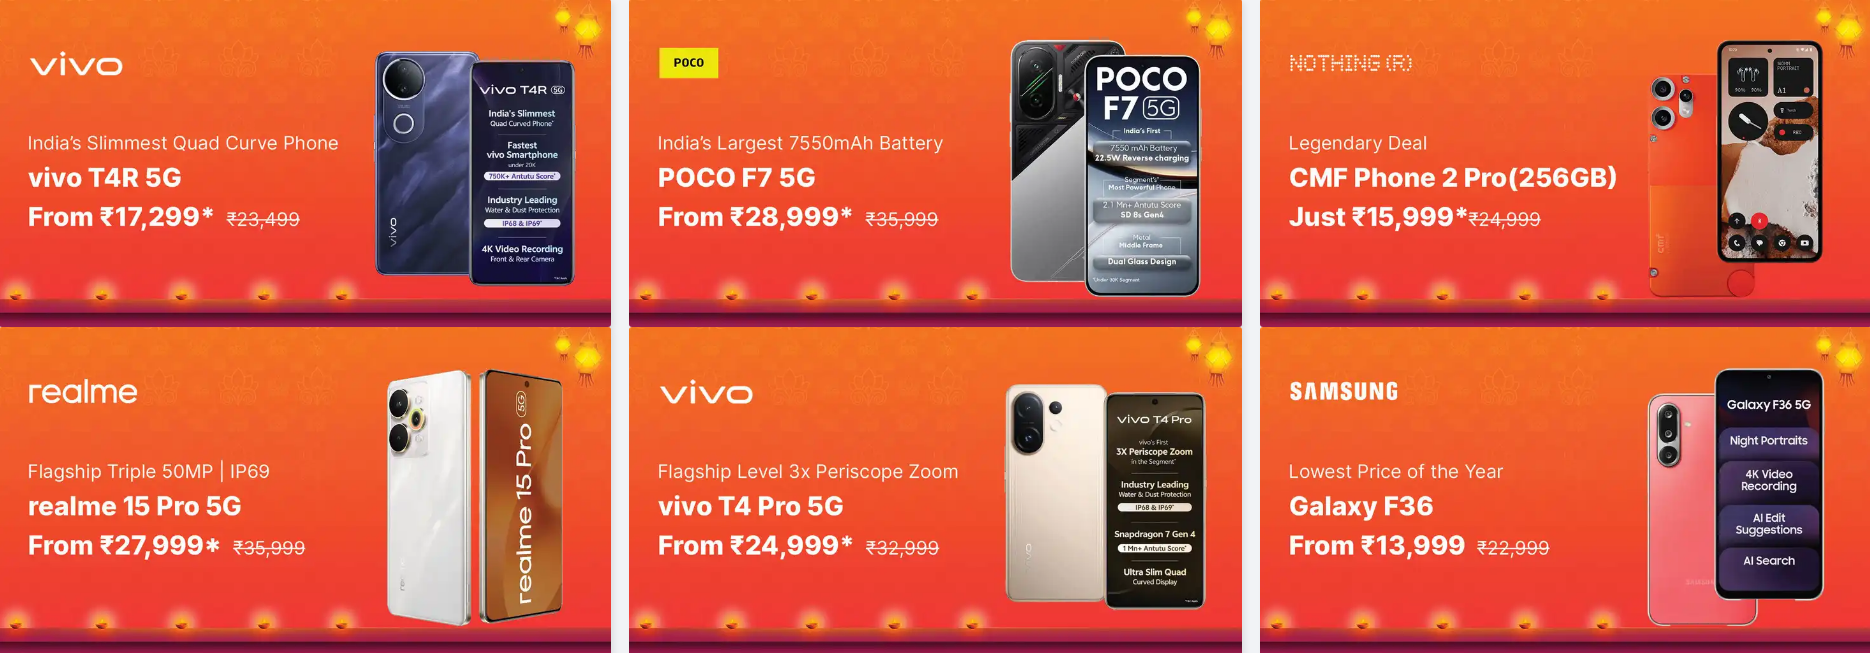 vivo
India's Slimmest Quad Curve Phone
vivo T4R 5G
From ₹17,299* ₹23,499
vivo
vivo T4R 5G
India's Slimmest
Quad Curved Phone*
Fastest
vivo Smartphone
under 20K
750K+ Antutu Score*
Industry Leading
Water & Dust Protection
IP68 & IP69*
4K Video Recording
Front & Rear Camera
POCO
India's Largest 7550mAh Battery
POCO F7 5G
From ₹28,999* ₹35,999
POCO
F7 5G
India's First
7550 mAh Battery
22.5W Reverse charging
Segment's*
Most Powerful Phone
2.1 Mn+ Antutu Score
SD 8s Gen4
Metal
Middle Frame
Dual Glass Design
*Under 30K Segment
NOTHING (R)
Legendary Deal
CMF Phone 2 Pro(256GB)
Just ₹15,999*₹24,999
cmf
realme
Flagship Triple 50MP | IP69
realme 15 Pro 5G
From ₹27,999* ₹35,999
realme 15 Pro 5G
vivo
Flagship Level 3x Periscope Zoom
vivo T4 Pro 5G
From ₹24,999* ₹32,999
vivo
vivo T4 Pro
vivo's First
3X Periscope Zoom
in the Segment*
Industry Leading
Water & Dust Protection
IP68 & IP69*
Snapdragon 7 Gen 4
1 Mn+ Antutu Score*
Ultra Slim Quad
Curved Display
SAMSUNG
Lowest Price of the Year
Galaxy F36
From ₹13,999 ₹22,999
Galaxy F36 5G
Night Portraits
4K Video
Recording
AI Edit
Suggestions
AI Search